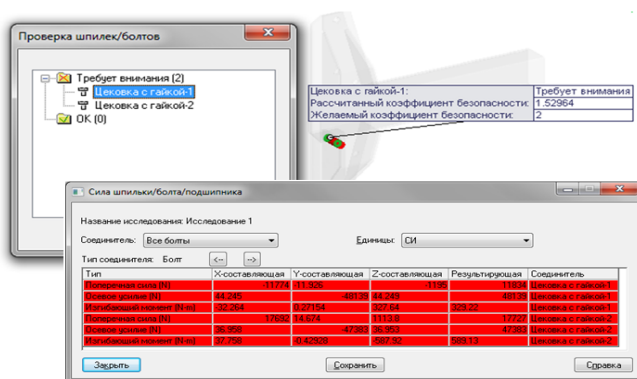 Проверка шпилек/болтов
Требует внимания (2)
Цековка с гайкой-1
Цековка с гайкой-2
OK (0)
Цековка с гайкой-1: Требует внимания
Рассчитанный коэффициент безопасности: 1.52964
Желаемый коэффициент безопасности: 2
Сила шпильки/болта/подшипника
Название исследования: Исследование 1
Соединитель: Все болты Единицы: СИ
Тип соединителя: Болт <-- -->
Тип X-составляющая Y-составляющая Z-составляющая Результирующая Соединитель
Поперечная сила (N) -11774 -11.926 -1195 11834 Цековка с гайкой-1
Осевое усилие (N) 44.245 -48139 44.249 48139 Цековка с гайкой-1
Изгибающий момент (N-m) -32.264 0.27154 327.64 329.22 Цековка с гайкой-1
Поперечная сила (N) 17692 14.674 1113.8 17727 Цековка с гайкой-2
Осевое усилие (N) 36.958 -47383 36.953 47383 Цековка с гайкой-2
Изгибающий момент (N-m) 37.758 -0.42928 -587.92 589.13 Цековка с гайкой-2
Закрыть Сохранить Справка